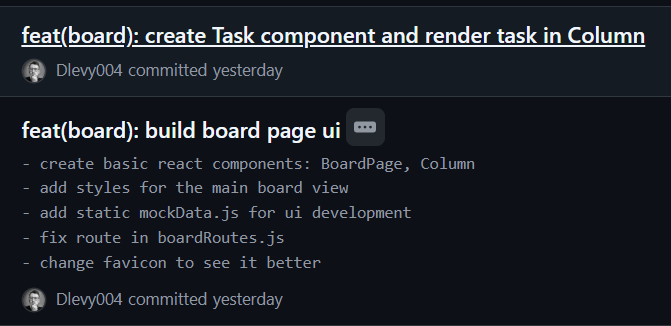 feat(board): create Task component and render task in Column
Dlevy004 committed yesterday
feat(board): build board page ui
- create basic react components: BoardPage, Column
- add styles for the main board view
- add static mockData.js for ui development
- fix route in boardRoutes.js
- change favicon to see it better
Dlevy004 committed yesterday